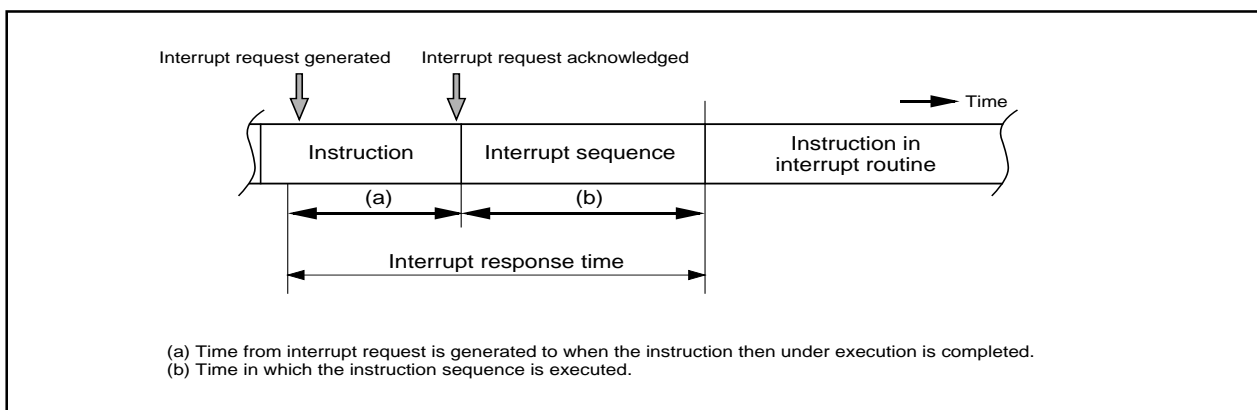 Interrupt request generated
Interrupt request acknowledged
Time
Instruction
Interrupt sequence
Instruction in
interrupt routine
(a)
(b)
Interrupt response time
(a) Time from interrupt request is generated to when the instruction then under execution is completed.
(b) Time in which the instruction sequence is executed.